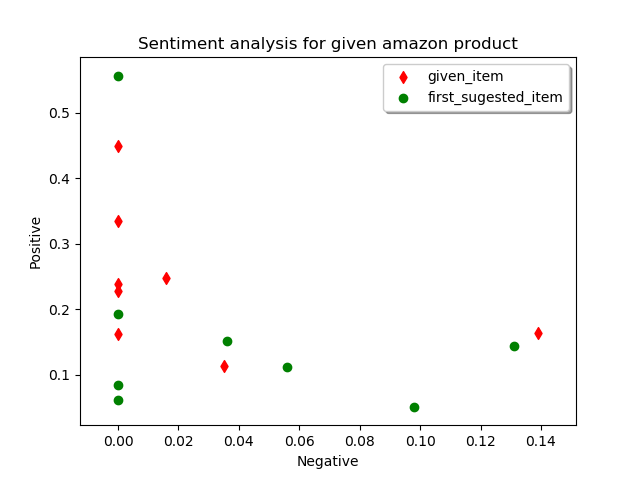 Sentiment analysis for given amazon product
given_item
first_sugested_item
Positive
0.5
0.4
0.3
0.2
0.1
0.00 0.02 0.04 0.06 0.08 0.10 0.12 0.14
Negative